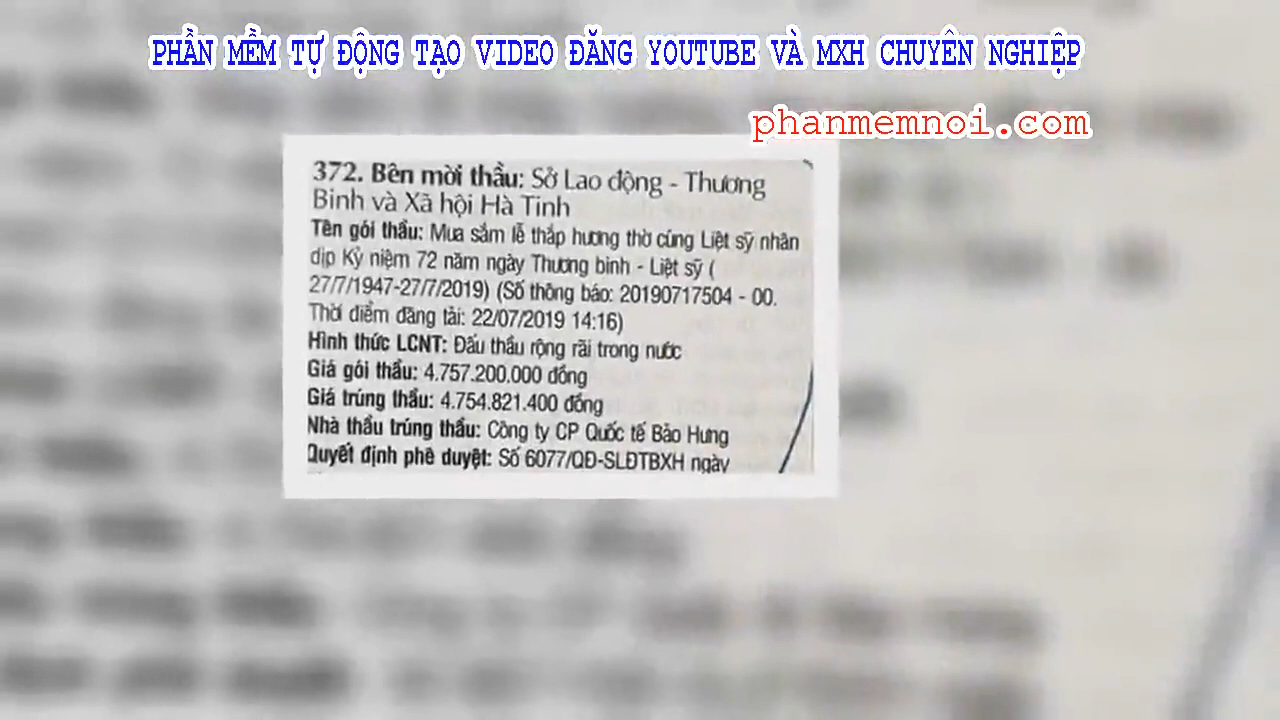 PHẦN MỀM TỰ ĐỘNG TẠO VIDEO ĐĂNG YOUTUBE VÀ MXH CHUYÊN NGHIỆP
phanmemnoi.com
372. Bên mời thầu: Sở Lao động - Thương
Binh và Xã hội Hà Tinh
Tên gói thầu: Mua sắm lễ thắp hương thờ cúng Liệt sỹ nhân
dịp Kỷ niệm 72 năm ngày Thương binh - Liệt sỹ (
27/7/1947-27/7/2019) (Số thông báo: 20190717504 - 00.
Thời điểm đăng tải: 22/07/2019 14:16)
Hình thức LCNT: Đấu thầu rộng rãi trong nước
Giá gói thầu: 4.757.200.000 đồng
Giá trúng thầu: 4.754.821.400 đồng
Nhà thầu trúng thầu: Công ty CP Quốc tế Bảo Hưng
Quyết định phê duyệt: Số 6077/QĐ-SLĐTBXH ngày